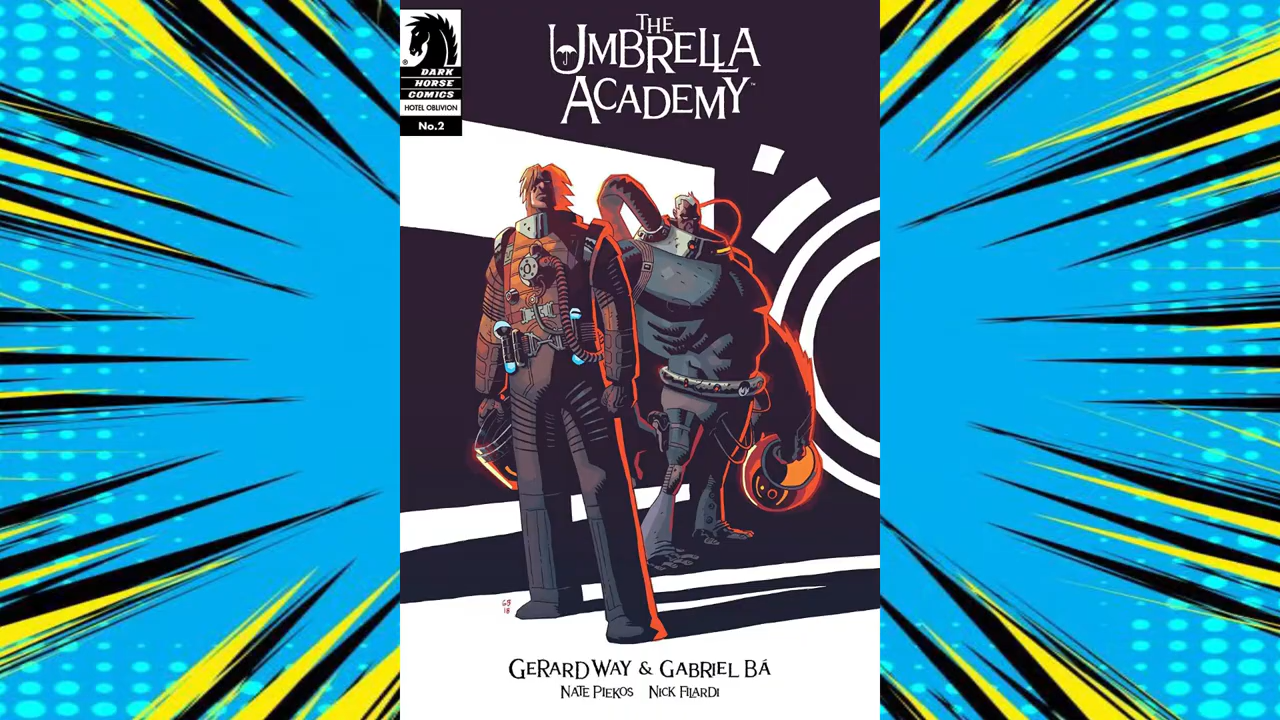 DARK
HORSE
COMICS
HOTEL OBLIVION
No.2
THE
UMBRELLA
ACADEMY™
GERARD WAY & GABRIEL BÁ
NATE PIEKOS NICK FILARDI
GB
18